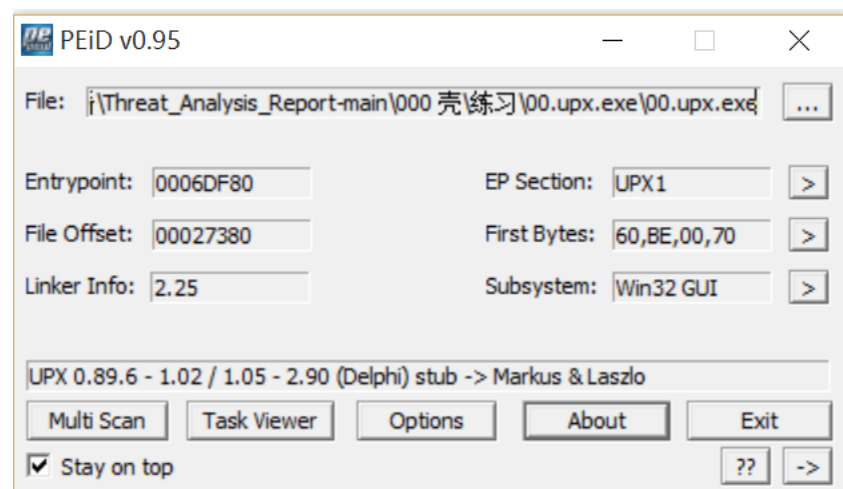 PEiD v0.95
File: \Threat_Analysis_Report-main\000 壳\练习\00.upx.exe\00.upx.exe ...
Entrypoint: 0006DF80 EP Section: UPX1 >
File Offset: 00027380 First Bytes: 60,BE,00,70 >
Linker Info: 2.25 Subsystem: Win32 GUI >
UPX 0.89.6 - 1.02 / 1.05 - 2.90 (Delphi) stub -> Markus & Laszlo
Multi Scan Task Viewer Options About Exit
Stay on top ?? ->